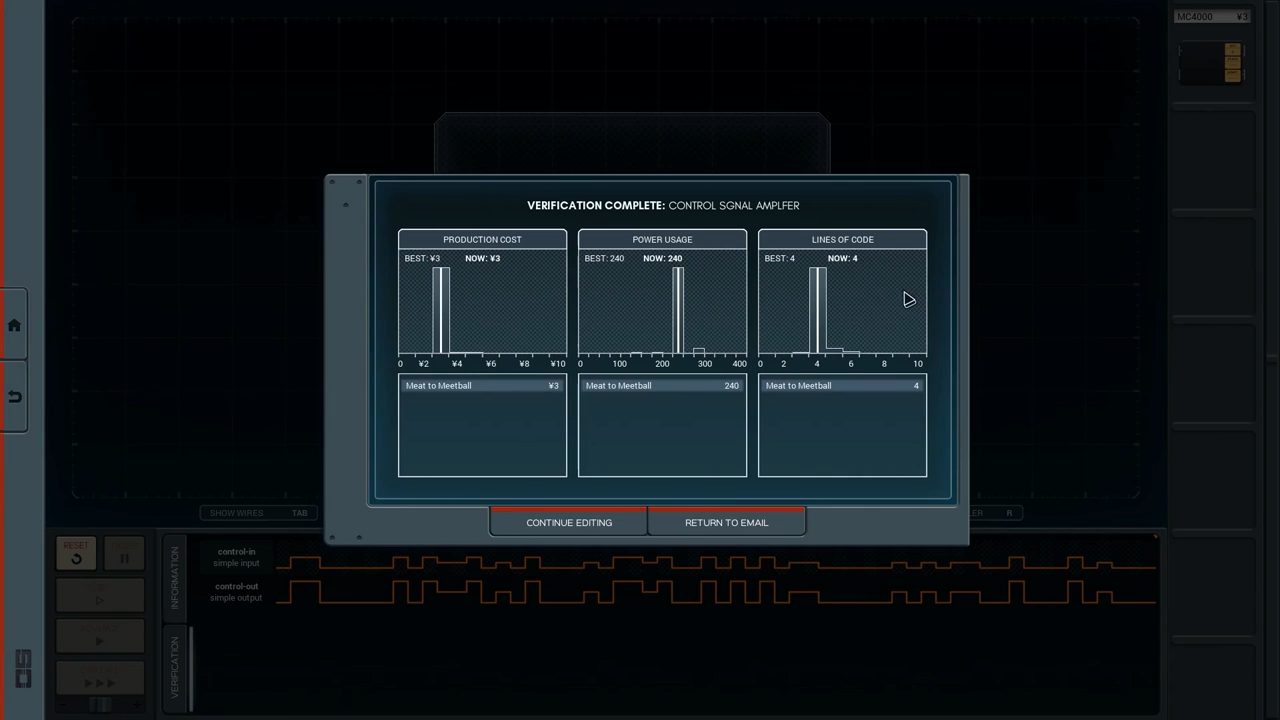 MC4000 ¥3
VERIFICATION COMPLETE: CONTROL SGNAL AMPLFER
PRODUCTION COST
BEST: ¥3 NOW: ¥3
0 ¥2 ¥4 ¥6 ¥8 ¥10
Meat to Meetball ¥3
POWER USAGE
BEST: 240 NOW: 240
0 100 200 300 400
Meat to Meetball 240
LINES OF CODE
BEST: 4 NOW: 4
0 2 4 6 8 10
Meat to Meetball 4
SHOW WIRES TAB
R
CONTINUE EDITING
RETURN TO EMAIL
RESET
INFORMATION
VERIFICATION
control-in
simple input
control-out
simple output